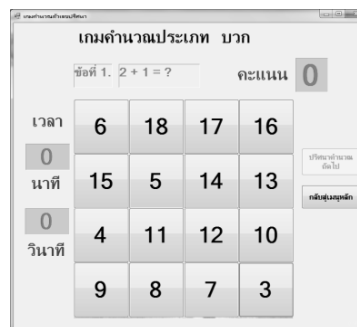 เกมคำนวณประเภท บวก
ข้อที่ 1. 2 + 1 = ? คะแนน 0
เวลา
0
นาที
0
วินาที
6 18 17 16
15 5 14 13
4 11 12 10
9 8 7 3
กลับสู่เมนูหลัก